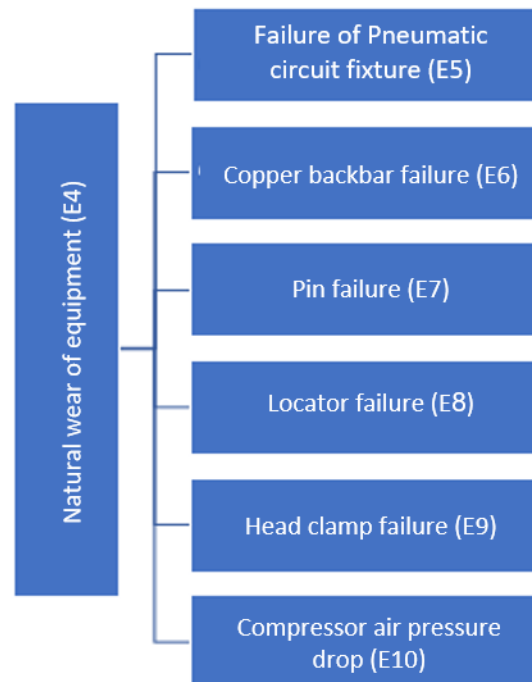 Natural wear of equipment (E4)
Failure of Pneumatic
circuit fixture (E5)
Copper backbar failure (E6)
Pin failure (E7)
Locator failure (E8)
Head clamp failure (E9)
Compressor air pressure
drop (E10)